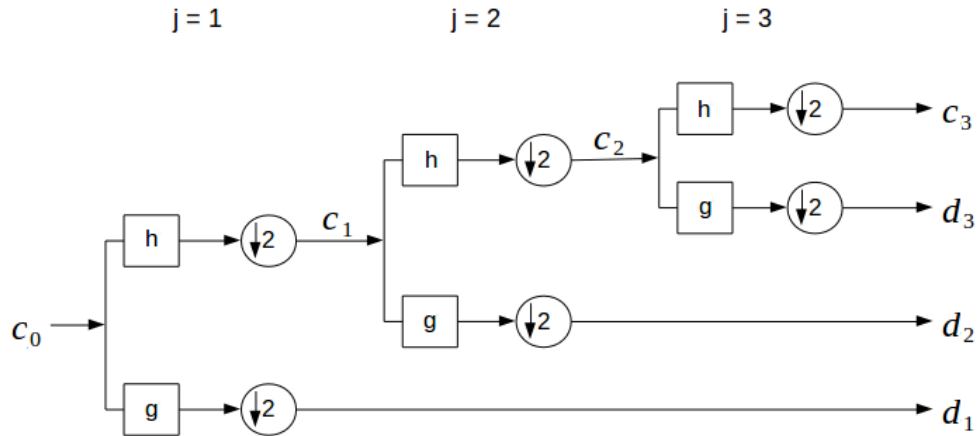 j = 1 j = 2 j = 3
h ↓2 c3
h ↓2 c2
g ↓2 d3
h ↓2 c1
g ↓2 d2
c0
g ↓2 d1